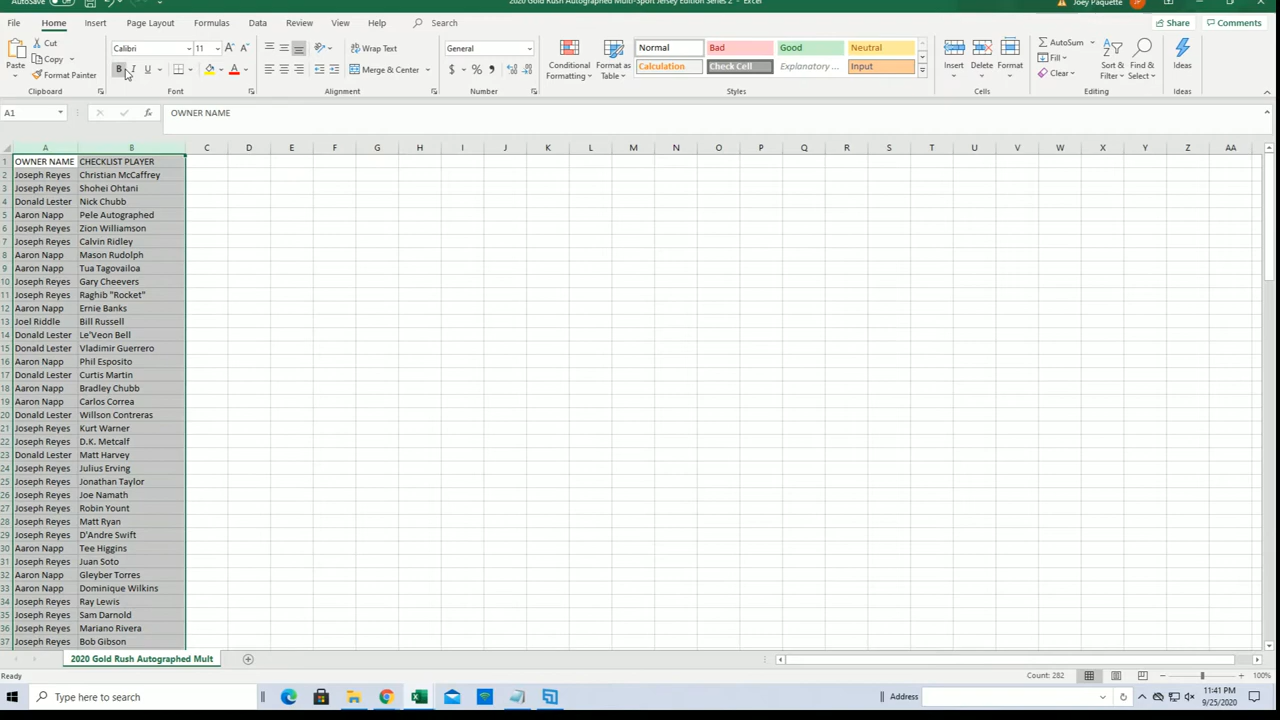 AutoSave Off 2020 Gold Rush Autographed Multi-Sport Jersey Edition Series 2 - Excel Joey Paquette JP
File Home Insert Page Layout Formulas Data Review View Help Search Share Comments
Paste Cut Copy Format Painter Clipboard
Calibri 11 B I U Font
Wrap Text Merge & Center Alignment
General $ % Number
Conditional Formatting Format as Table Normal Bad Good Neutral Calculation Check Cell Explanatory ... Input Styles
Insert Delete Format Cells
AutoSum Fill Clear Sort & Filter Find & Select Editing
Ideas Ideas
A1 fx OWNER NAME
A B C D E F G H I J K L M N O P Q R S T U V W X Y Z AA
1 OWNER NAME CHECKLIST PLAYER
2 Joseph Reyes Christian McCaffrey
3 Joseph Reyes Shohei Ohtani
4 Donald Lester Nick Chubb
5 Aaron Napp Pele Autographed
6 Joseph Reyes Zion Williamson
7 Joseph Reyes Calvin Ridley
8 Aaron Napp Mason Rudolph
9 Aaron Napp Tua Tagovailoa
10 Joseph Reyes Gary Cheevers
11 Joseph Reyes Raghib "Rocket"
12 Aaron Napp Ernie Banks
13 Joel Riddle Bill Russell
14 Donald Lester Le'Veon Bell
15 Donald Lester Vladimir Guerrero
16 Aaron Napp Phil Esposito
17 Donald Lester Curtis Martin
18 Aaron Napp Bradley Chubb
19 Aaron Napp Carlos Correa
20 Donald Lester Willson Contreras
21 Joseph Reyes Kurt Warner
22 Joseph Reyes D.K. Metcalf
23 Donald Lester Matt Harvey
24 Joseph Reyes Julius Erving
25 Joseph Reyes Jonathan Taylor
26 Joseph Reyes Joe Namath
27 Joseph Reyes Robin Yount
28 Joseph Reyes Matt Ryan
29 Joseph Reyes D'Andre Swift
30 Aaron Napp Tee Higgins
31 Joseph Reyes Juan Soto
32 Aaron Napp Gleyber Torres
33 Aaron Napp Dominique Wilkins
34 Joseph Reyes Ray Lewis
35 Joseph Reyes Sam Darnold
36 Joseph Reyes Mariano Rivera
37 Joseph Reyes Bob Gibson
2020 Gold Rush Autographed Mult
Ready Count: 282 100%
Type here to search Address 11:41 PM
9/25/2020